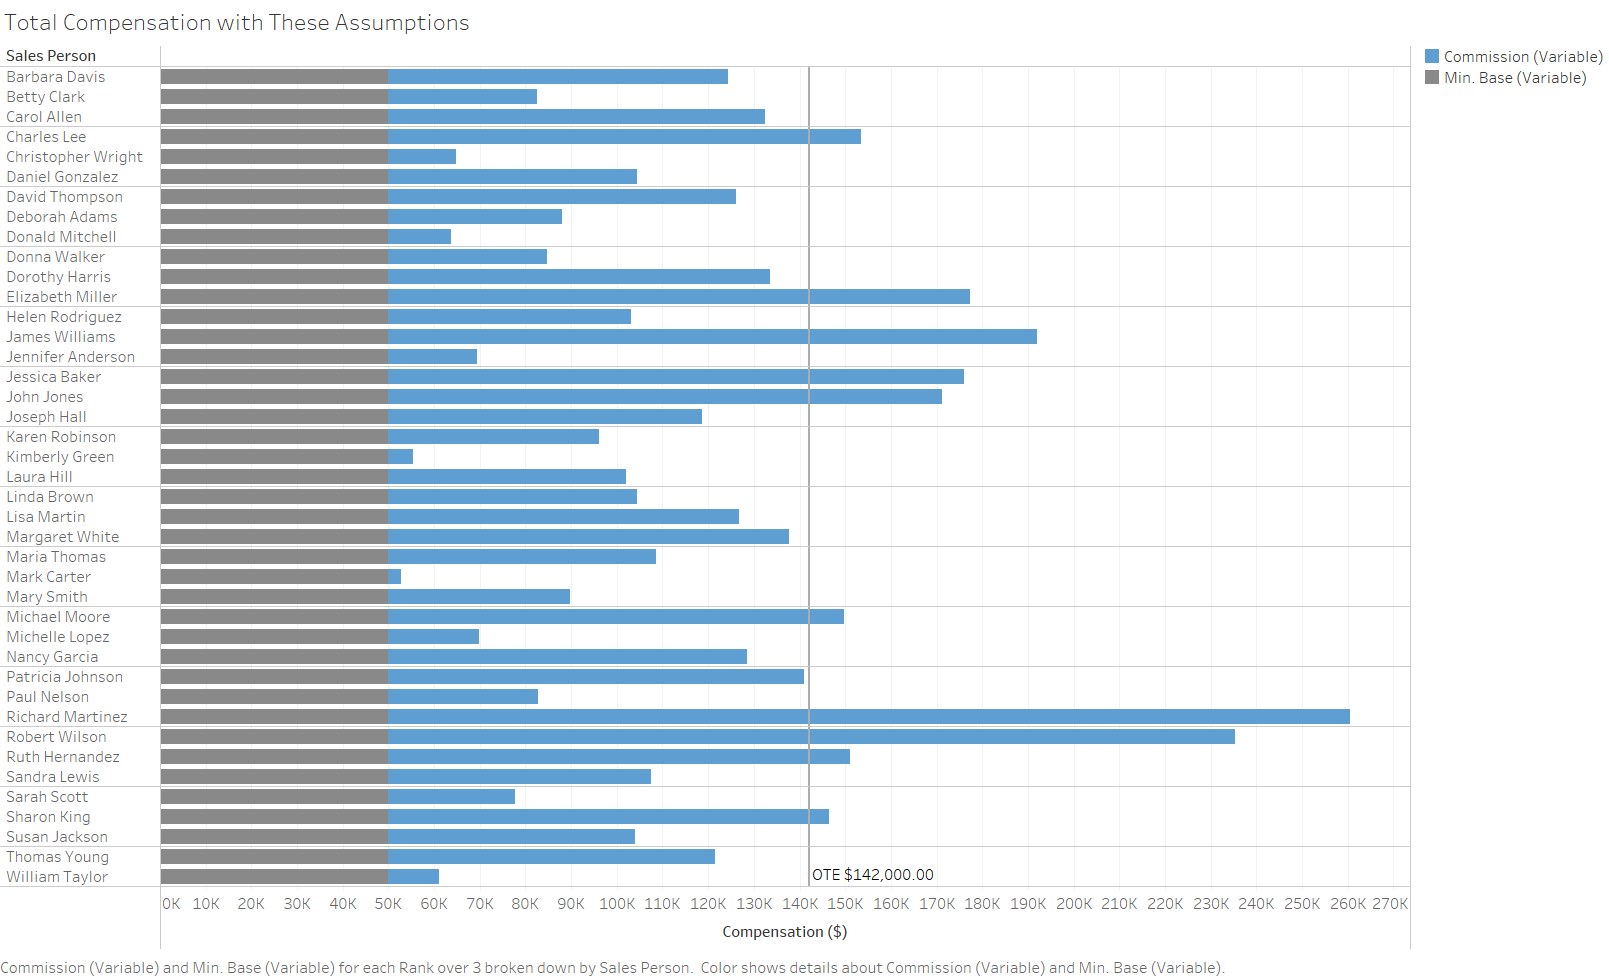 Total Compensation with These Assumptions
Sales Person
Commission (Variable)
Min. Base (Variable)
Barbara Davis
Betty Clark
Carol Allen
Charles Lee
Christopher Wright
Daniel Gonzalez
David Thompson
Deborah Adams
Donald Mitchell
Donna Walker
Dorothy Harris
Elizabeth Miller
Helen Rodriguez
James Williams
Jennifer Anderson
Jessica Baker
John Jones
Joseph Hall
Karen Robinson
Kimberly Green
Laura Hill
Linda Brown
Lisa Martin
Margaret White
Maria Thomas
Mark Carter
Mary Smith
Michael Moore
Michelle Lopez
Nancy Garcia
Patricia Johnson
Paul Nelson
Richard Martinez
Robert Wilson
Ruth Hernandez
Sandra Lewis
Sarah Scott
Sharon King
Susan Jackson
Thomas Young
William Taylor
OTE $142,000.00
0K 10K 20K 30K 40K 50K 60K 70K 80K 90K 100K 110K 120K 130K 140K 150K 160K 170K 180K 190K 200K 210K 220K 230K 240K 250K 260K 270K
Compensation ($)
Commission (Variable) and Min. Base (Variable) for each Rank over 3 broken down by Sales Person.  Color shows details about Commission (Variable) and Min. Base (Variable).